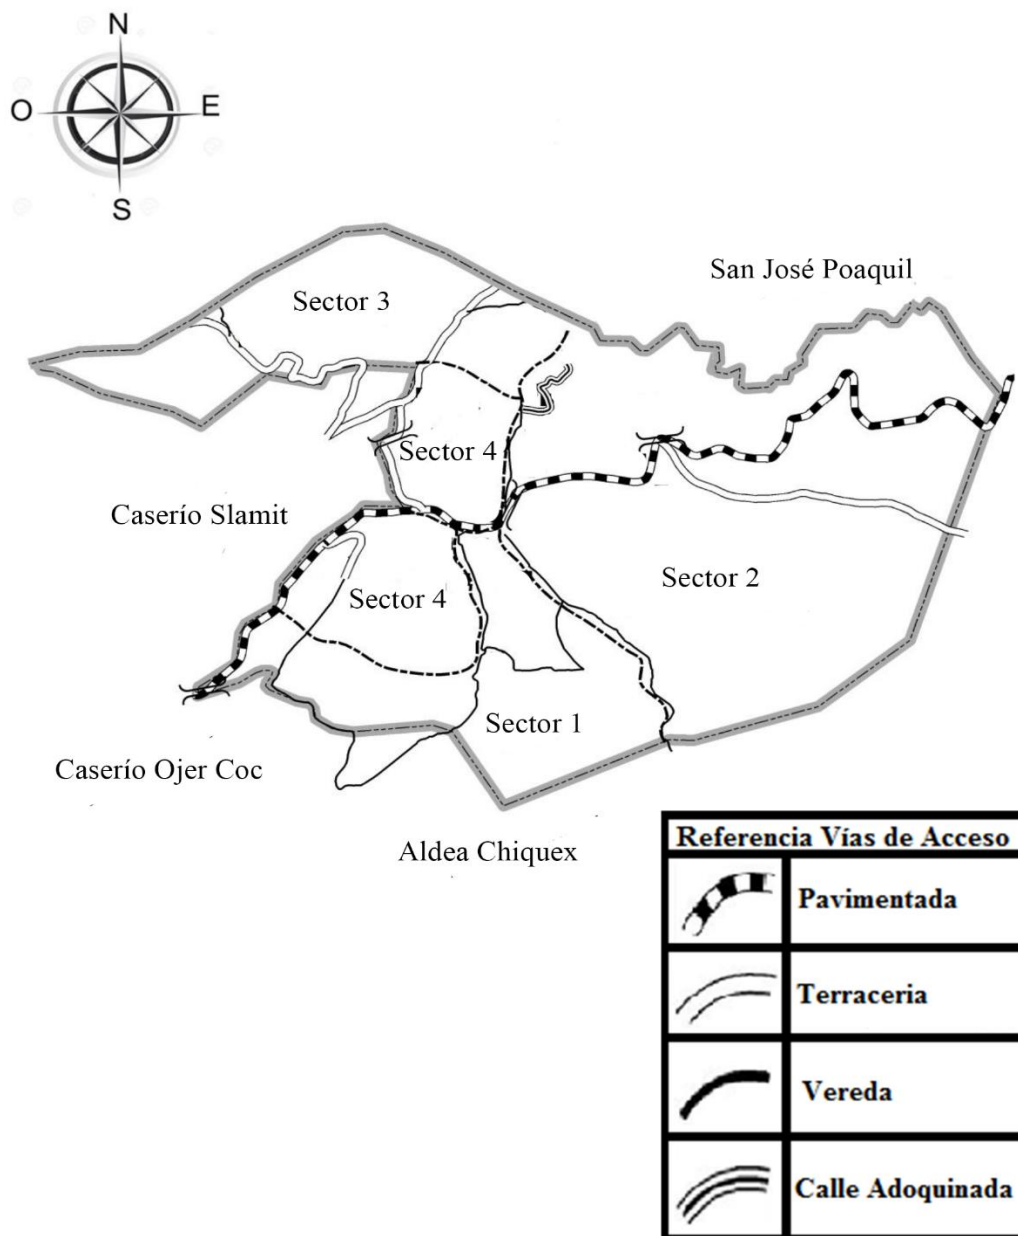 N
O
E
S
San José Poaquil
Sector 3
Sector 4
Caserío Slamit
Sector 2
Sector 4
Sector 1
Caserío Ojer Coc
Aldea Chiquex
Referencia Vías de Acceso
Pavimentada
Terraceria
Vereda
Calle Adoquinada